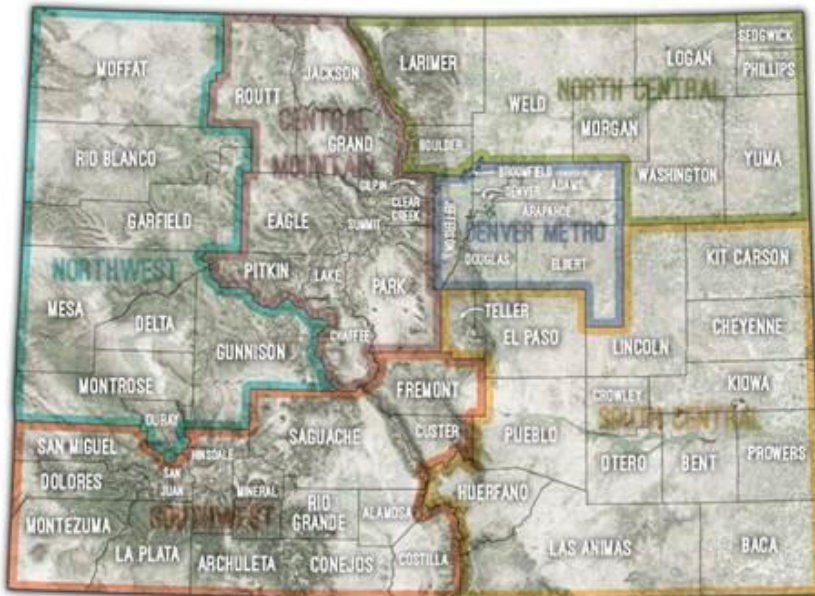 MOFFAT
ROUTT
JACKSON
LARIMER
WELD
LOGAN
SEDGWICK
PHILLIPS
NORTH CENTRAL
MORGAN
WASHINGTON
YUMA
RIO BLANCO
GRAND
CENTRAL
MOUNTAIN
BOULDER
GARFIELD
EAGLE
GILPIN
CLEAR
CREEK
SUMMIT
BROOMFIELD
DENVER
ADAMS
ARAPAHOE
JEFFERSON
DENVER METRO
DOUGLAS
ELBERT
NORTHWEST
PITKIN
LAKE
PARK
KIT CARSON
MESA
DELTA
GUNNISON
CHAFFEE
TELLER
EL PASO
LINCOLN
CHEYENNE
MONTROSE
OURAY
FREMONT
CUSTER
CROWLEY
KIOWA
SOUTH CENTRAL
PUEBLO
OTERO
BENT
PROWERS
SAN MIGUEL
HINSDALE
SAGUACHE
DOLORES
SAN
JUAN
MINERAL
SOUTHWEST
RIO
GRANDE
ALAMOSA
HUERFANO
MONTEZUMA
LA PLATA
ARCHULETA
CONEJOS
COSTILLA
LAS ANIMAS
BACA